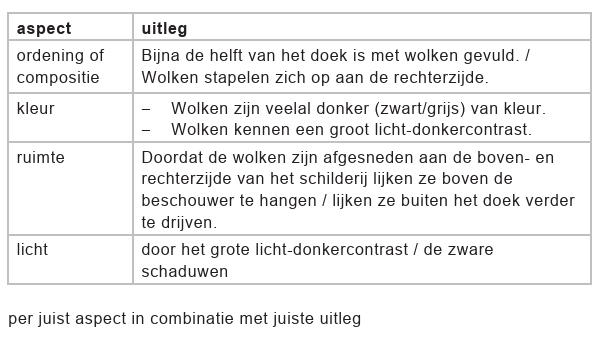 aspect uitleg
ordening of compositie Bijna de helft van het doek is met wolken gevuld. /
Wolken stapelen zich op aan de rechterzijde.
kleur – Wolken zijn veelal donker (zwart/grijs) van kleur.
– Wolken kennen een groot licht-donkercontrast.
ruimte Doordat de wolken zijn afgesneden aan de boven- en
rechterzijde van het schilderij lijken ze boven de
beschouwer te hangen / lijken ze buiten het doek verder
te drijven.
licht door het grote licht-donkercontrast / de zware
schaduwen
per juist aspect in combinatie met juiste uitleg